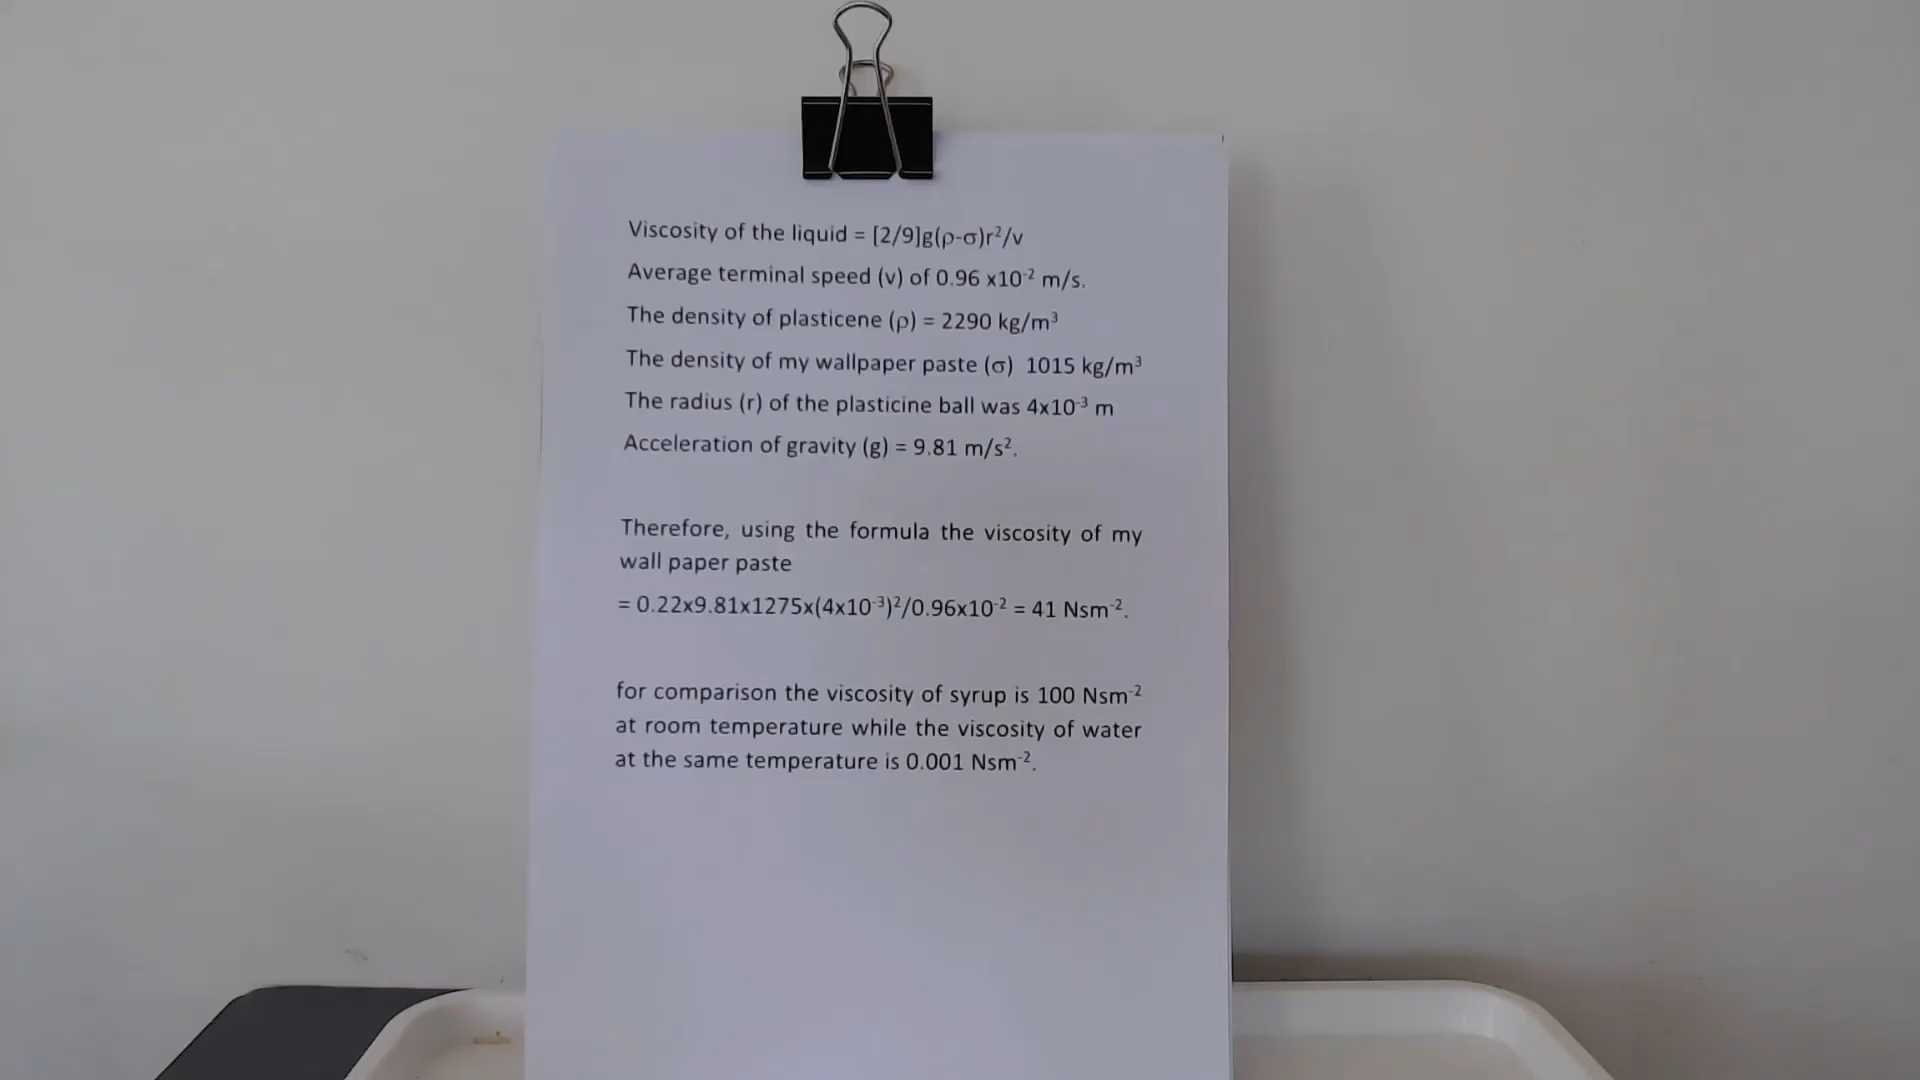 Viscosity of the liquid = [2/9]g(ρ-σ)r²/v
Average terminal speed (v) of 0.96 x10⁻² m/s.
The density of plasticene (ρ) = 2290 kg/m³
The density of my wallpaper paste (σ) 1015 kg/m³
The radius (r) of the plasticine ball was 4x10⁻³ m
Acceleration of gravity (g) = 9.81 m/s².
Therefore, using the formula the viscosity of my
wall paper paste
= 0.22x9.81x1275x(4x10⁻³)²/0.96x10⁻² = 41 Nsm⁻².
for comparison the viscosity of syrup is 100 Nsm⁻²
at room temperature while the viscosity of water
at the same temperature is 0.001 Nsm⁻².